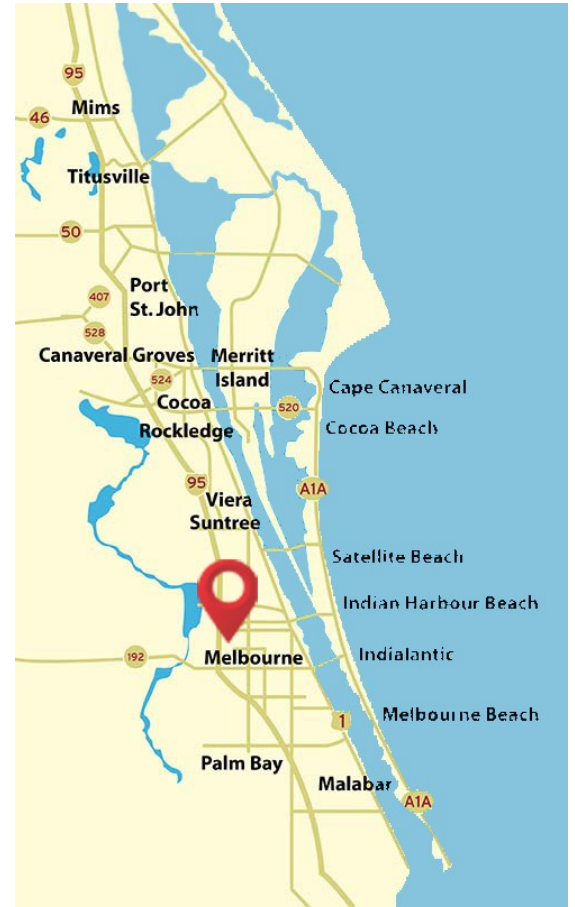 95
Mims
46
Titusville
50
Port
St. John
407
528
Canaveral Groves
Merritt
Island
524
Cape Canaveral
Cocoa
520
Cocoa Beach
Rockledge
95
A1A
Viera
Suntree
Satellite Beach
Indian Harbour Beach
192
Melbourne
Indialantic
1
Melbourne Beach
Palm Bay
Malabar
A1A